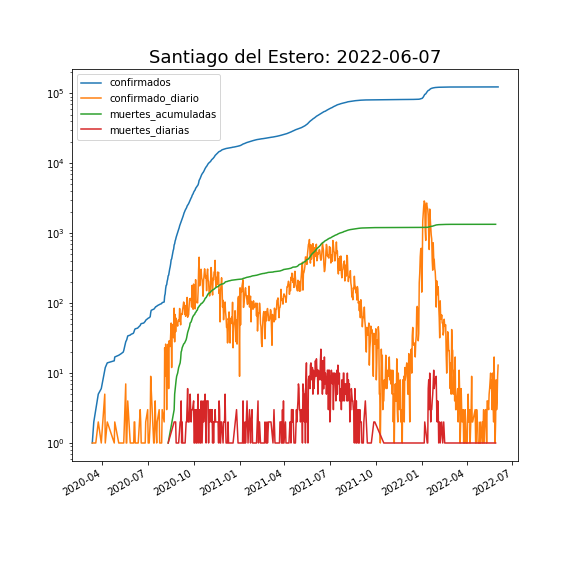 Santiago del Estero: 2022-06-07
confirmados
confirmado_diario
muertes_acumuladas
muertes_diarias
10⁵
10⁴
10³
10²
10¹
10⁰
2020-04 2020-07 2020-10 2021-01 2021-04 2021-07 2021-10 2022-01 2022-04 2022-07